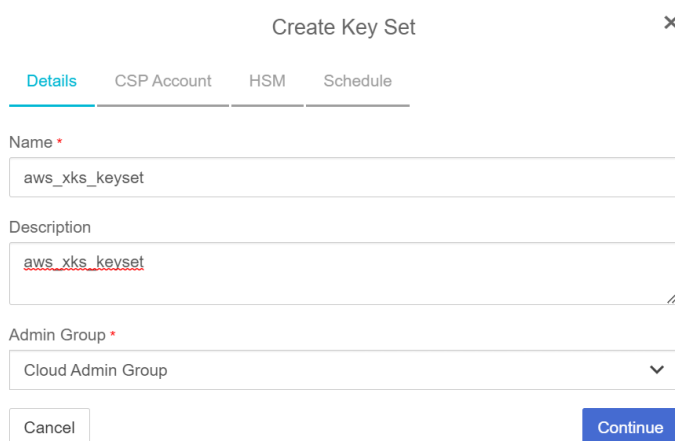 Create Key Set
Details CSP Account HSM Schedule
Name *
aws_xks_keyset
Description
aws_xks_keyset
Admin Group *
Cloud Admin Group
Cancel Continue